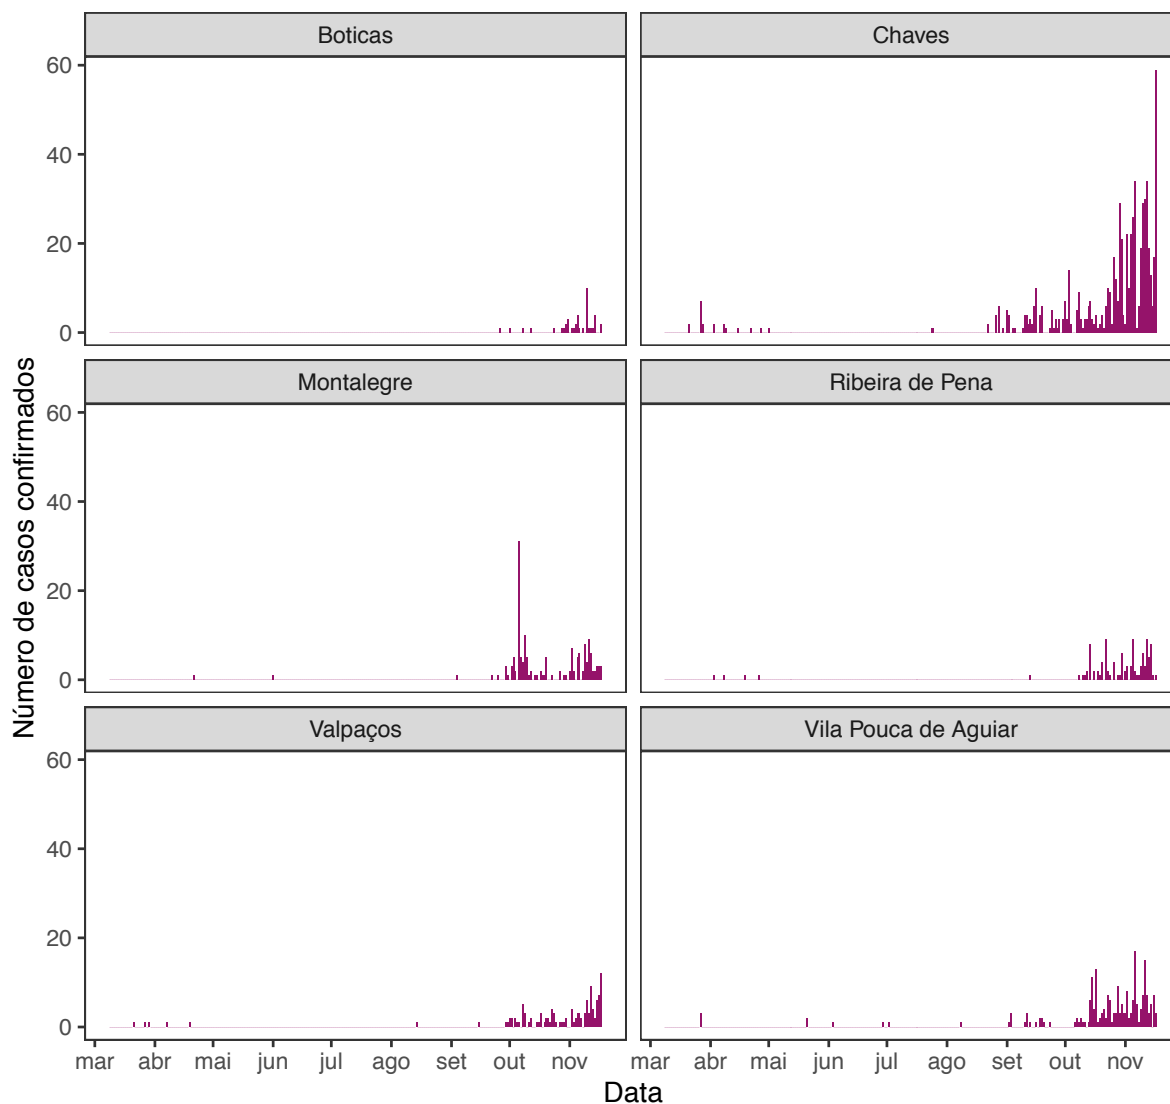 Boticas
Chaves
60
40
20
0
Montalegre
Ribeira de Pena
60
40
20
0
Número de casos confirmados
Valpaços
Vila Pouca de Aguiar
60
40
20
0
mar abr mai jun jul ago set out nov
mar abr mai jun jul ago set out nov
Data